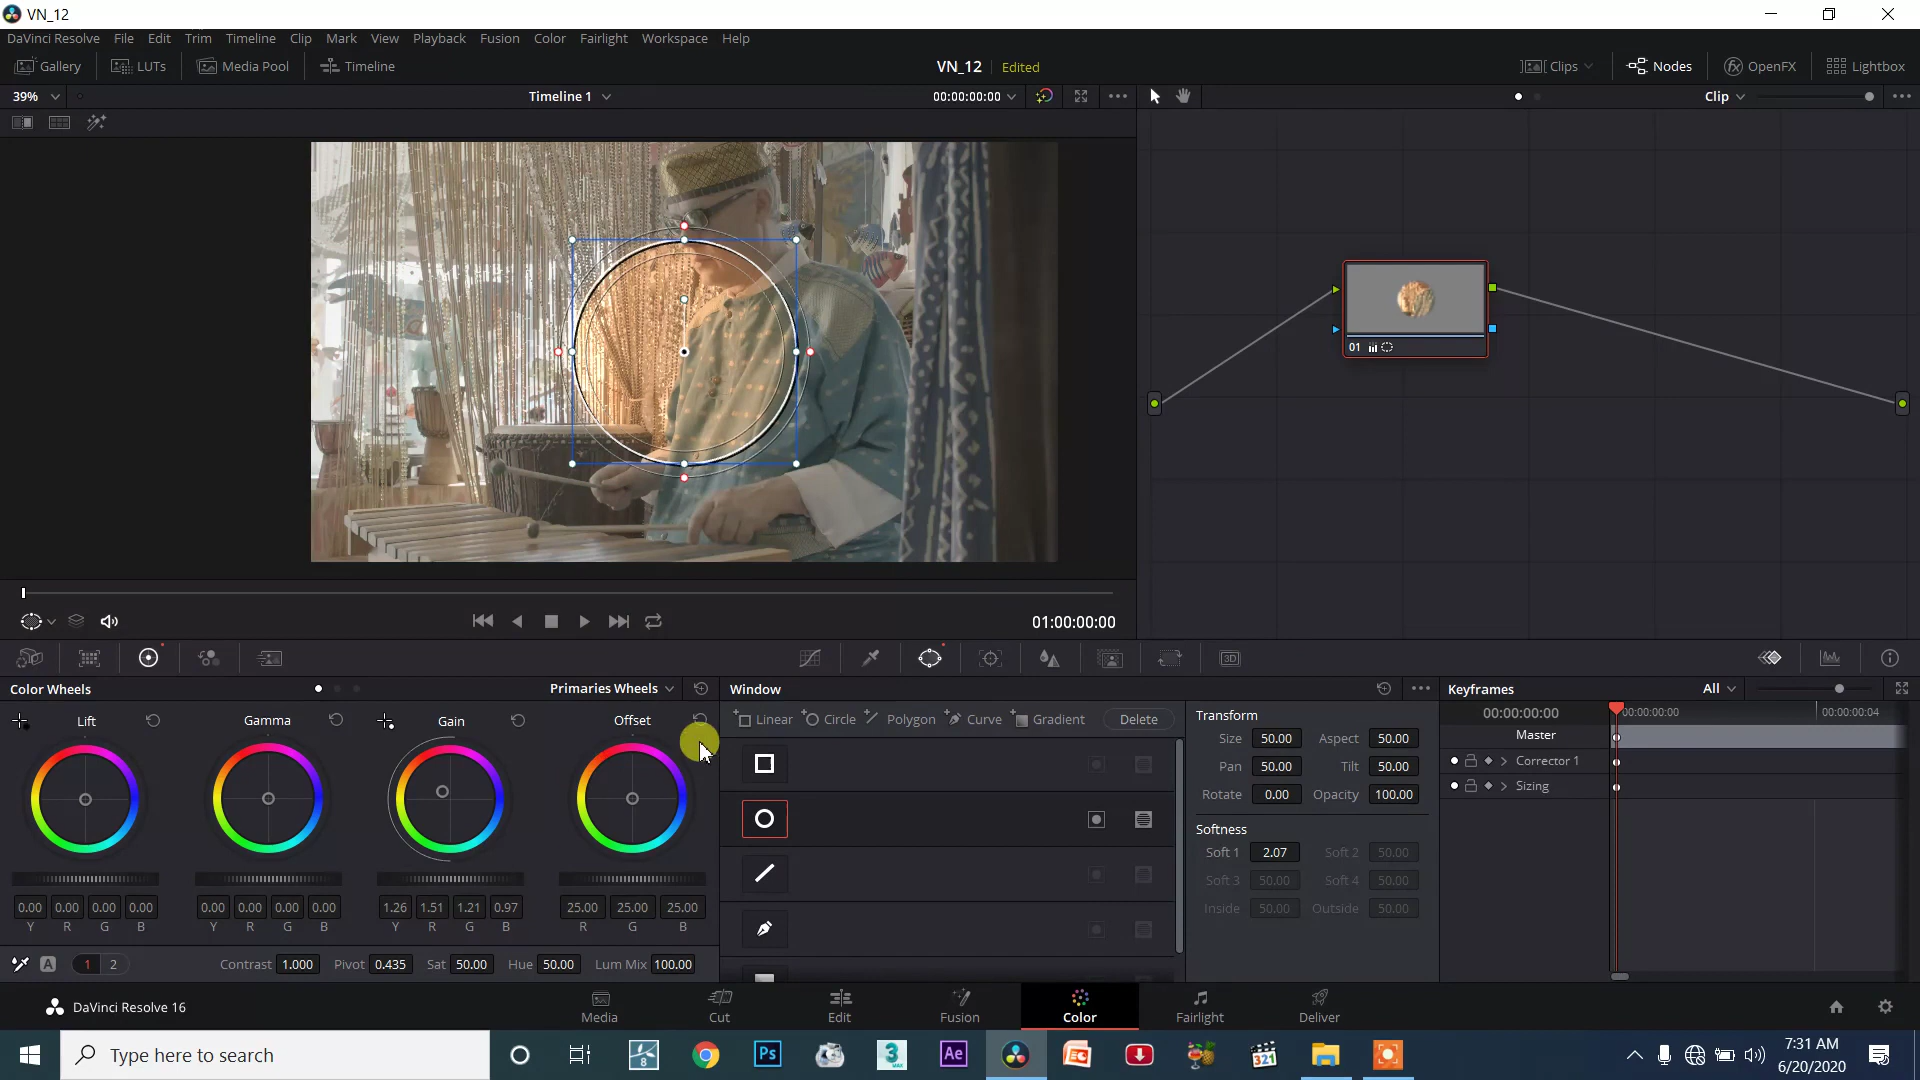 VN_12
DaVinci Resolve File Edit Trim Timeline Clip Mark View Playback Fusion Color Fairlight Workspace Help
Gallery LUTs Media Pool Timeline VN_12 Edited Clips Nodes OpenFX Lightbox
39% Timeline 1 00:00:00:00 Clip
01
01:00:00:00
Color Wheels Primaries Wheels Window Keyframes All
Lift Gamma Gain Offset
Linear Circle Polygon Curve Gradient Delete
Transform
Size 50.00 Aspect 50.00
Pan 50.00 Tilt 50.00
Rotate 0.00 Opacity 100.00
Softness
Soft 1 2.07 Soft 2 50.00
Soft 3 50.00 Soft 4 50.00
Inside 50.00 Outside 50.00
00:00:00:00 00:00:00:00 00:00:00:04
Master
Corrector 1
Sizing
0.00 0.00 0.00 0.00 0.00 0.00 0.00 0.00 1.26 1.51 1.21 0.97 25.00 25.00 25.00
Y R G B Y R G B Y R G B R G B
A 1 2 Contrast 1.000 Pivot 0.435 Sat 50.00 Hue 50.00 Lum Mix 100.00
DaVinci Resolve 16 Media Cut Edit Fusion Color Fairlight Deliver
Type here to search
8 Ps 3 MAX Ae 321
7:31 AM
6/20/2020
3D